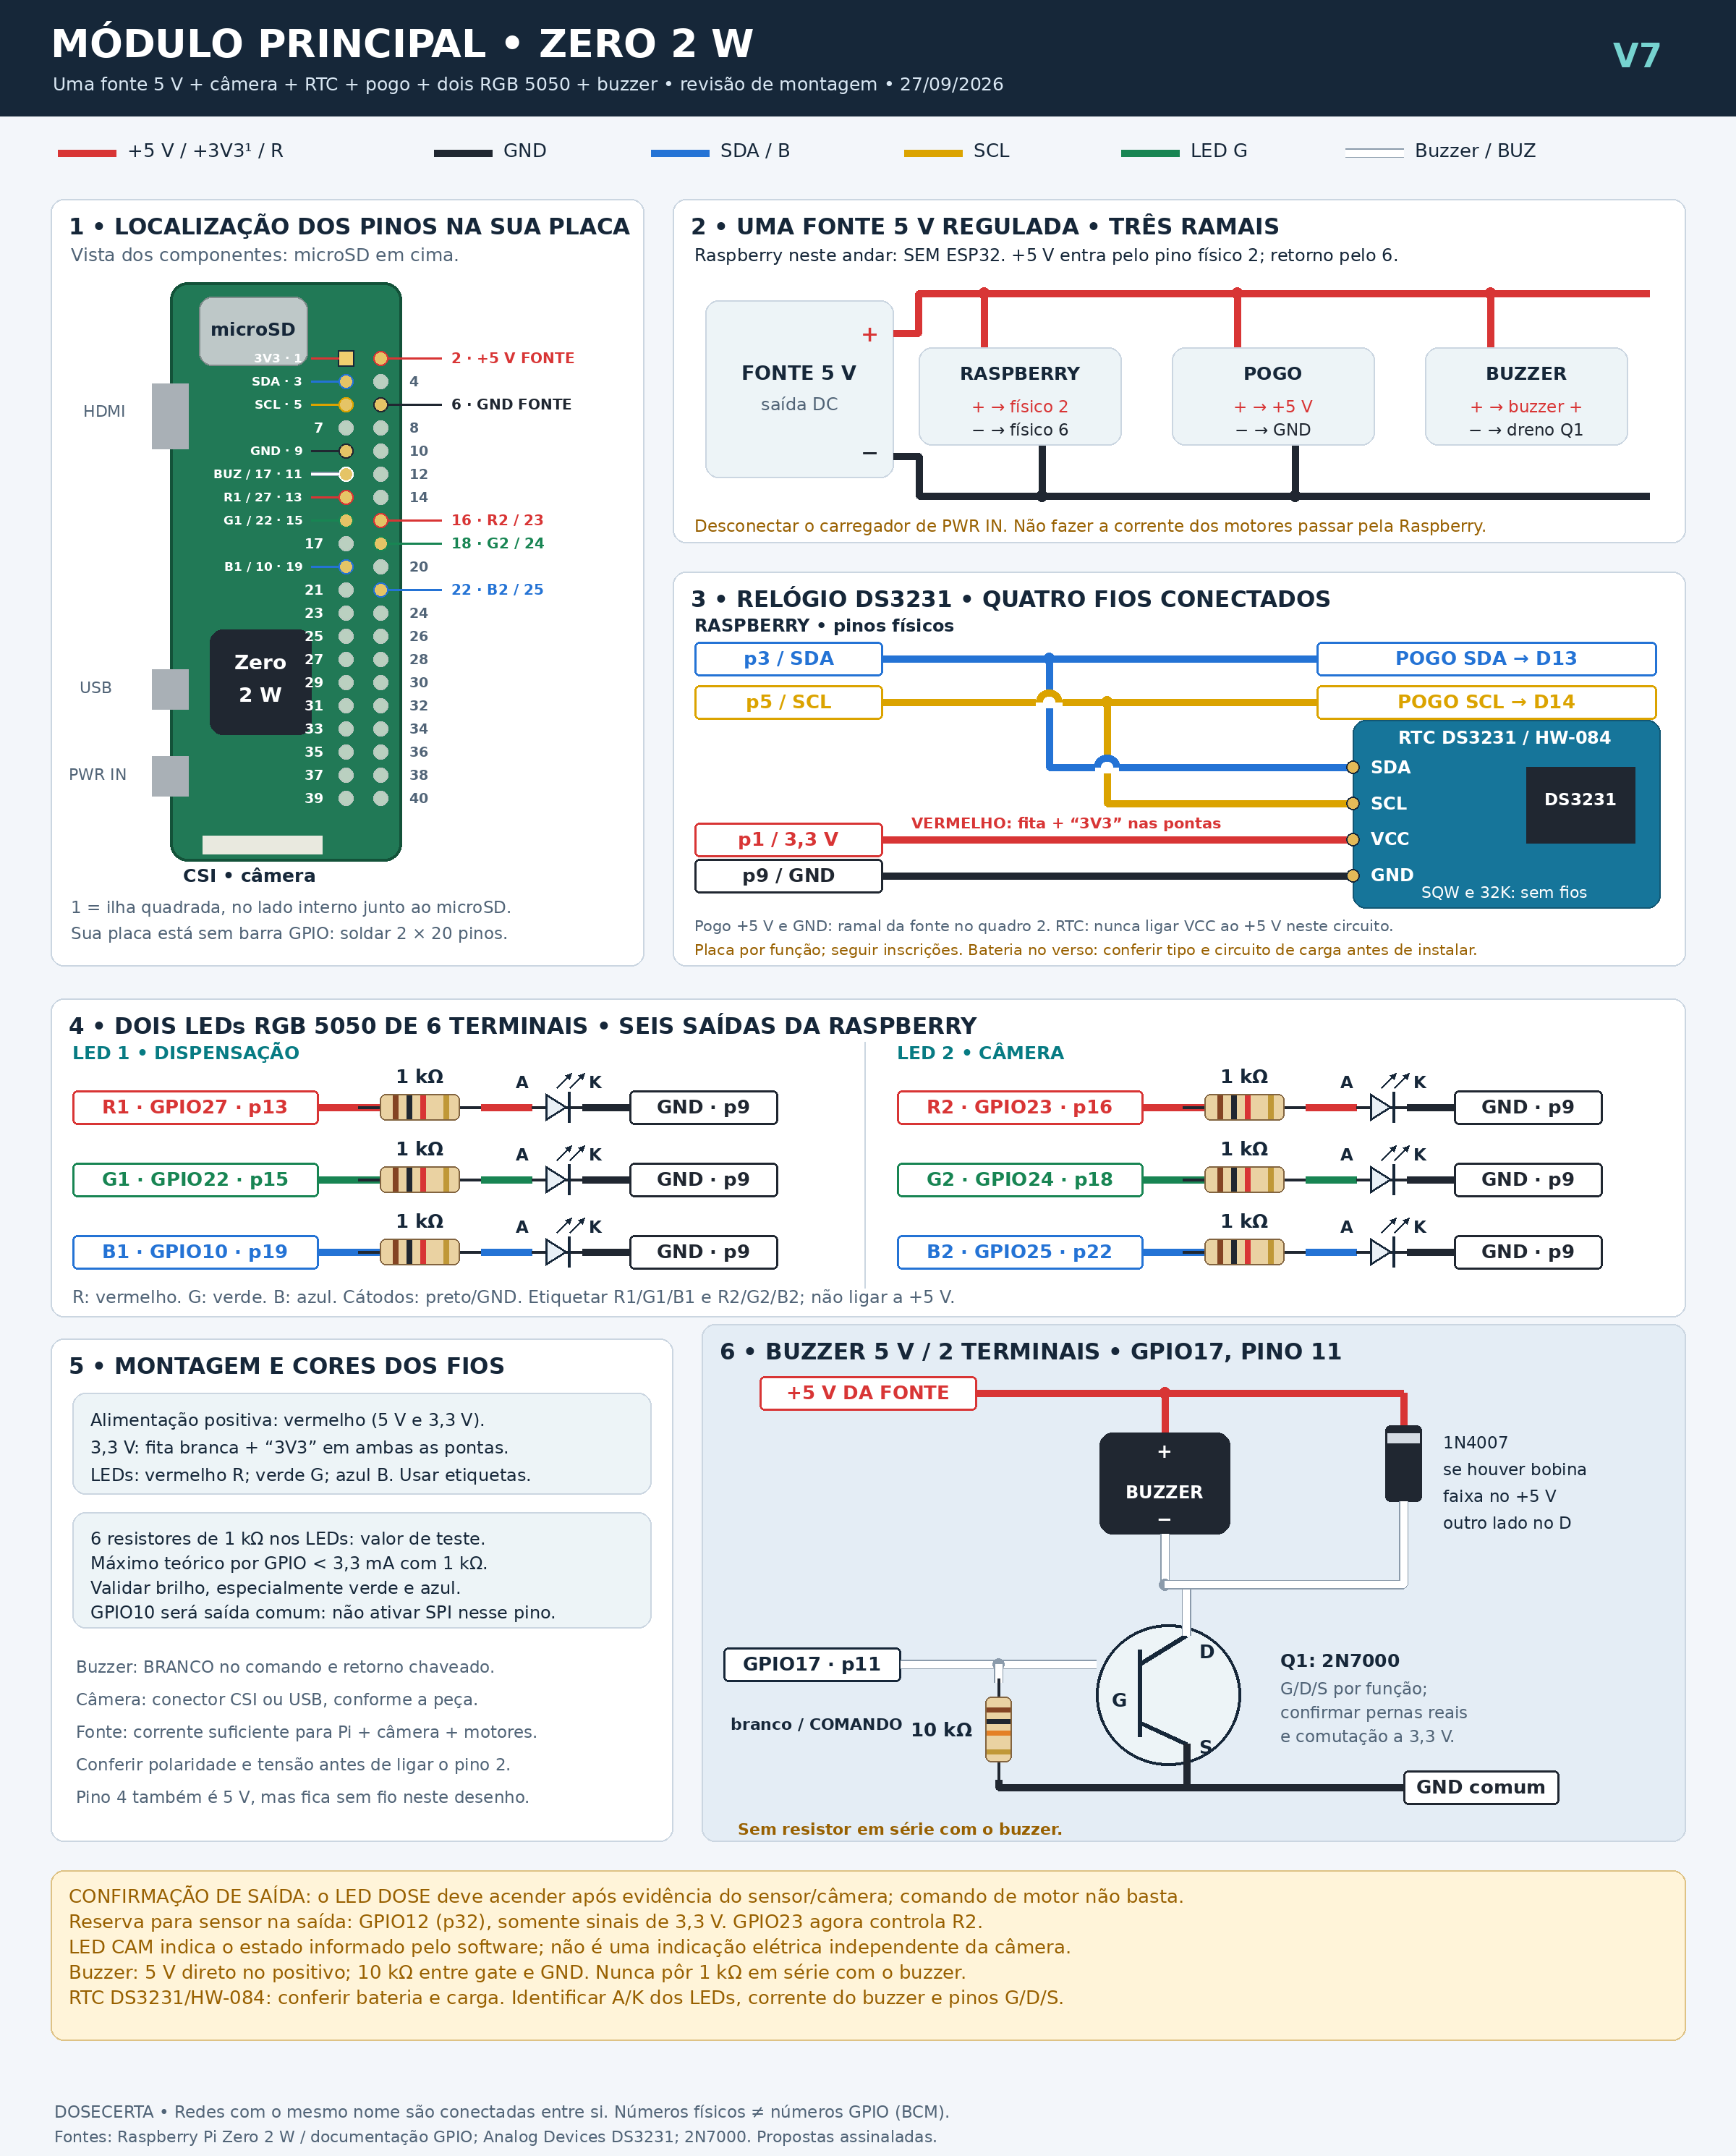 MÓDULO PRINCIPAL • ZERO 2 W
V7
Uma fonte 5 V + câmera + RTC + pogo + dois RGB 5050 + buzzer • revisão de montagem • 27/09/2026
+5 V / +3V3¹ / R
GND
SDA / B
SCL
LED G
Buzzer / BUZ
1 • LOCALIZAÇÃO DOS PINOS NA SUA PLACA
Vista dos componentes: microSD em cima.
microSD
3V3 · 1
2 · +5 V FONTE
SDA · 3
4
HDMI
SCL · 5
6 · GND FONTE
7
8
GND · 9
10
BUZ / 17 · 11
12
R1 / 27 · 13
14
G1 / 22 · 15
16 · R2 / 23
17
18 · G2 / 24
B1 / 10 · 19
20
21
22 · B2 / 25
23
24
25
26
Zero
2 W
27
28
USB
29
30
31
32
33
34
35
36
PWR IN
37
38
39
40
CSI • câmera
1 = ilha quadrada, no lado interno junto ao microSD.
Sua placa está sem barra GPIO: soldar 2 × 20 pinos.
2 • UMA FONTE 5 V REGULADA • TRÊS RAMAIS
Raspberry neste andar: SEM ESP32. +5 V entra pelo pino físico 2; retorno pelo 6.
+
FONTE 5 V
saída DC
−
RASPBERRY
+ → físico 2
− → físico 6
POGO
+ → +5 V
− → GND
BUZZER
+ → buzzer +
− → dreno Q1
Desconectar o carregador de PWR IN. Não fazer a corrente dos motores passar pela Raspberry.
3 • RELÓGIO DS3231 • QUATRO FIOS CONECTADOS
RASPBERRY • pinos físicos
p3 / SDA
POGO SDA → D13
p5 / SCL
POGO SCL → D14
RTC DS3231 / HW-084
SDA
SCL
DS3231
VERMELHO: fita + “3V3” nas pontas
p1 / 3,3 V
VCC
p9 / GND
GND
SQW e 32K: sem fios
Pogo +5 V e GND: ramal da fonte no quadro 2. RTC: nunca ligar VCC ao +5 V neste circuito.
Placa por função; seguir inscrições. Bateria no verso: conferir tipo e circuito de carga antes de instalar.
4 • DOIS LEDs RGB 5050 DE 6 TERMINAIS • SEIS SAÍDAS DA RASPBERRY
LED 1 • DISPENSAÇÃO
1 kΩ
A
K
R1 · GPIO27 · p13
GND · p9
1 kΩ
A
K
G1 · GPIO22 · p15
GND · p9
1 kΩ
A
K
B1 · GPIO10 · p19
GND · p9
LED 2 • CÂMERA
1 kΩ
A
K
R2 · GPIO23 · p16
GND · p9
1 kΩ
A
K
G2 · GPIO24 · p18
GND · p9
1 kΩ
A
K
B2 · GPIO25 · p22
GND · p9
R: vermelho. G: verde. B: azul. Cátodos: preto/GND. Etiquetar R1/G1/B1 e R2/G2/B2; não ligar a +5 V.
5 • MONTAGEM E CORES DOS FIOS
Alimentação positiva: vermelho (5 V e 3,3 V).
3,3 V: fita branca + “3V3” em ambas as pontas.
LEDs: vermelho R; verde G; azul B. Usar etiquetas.
6 resistores de 1 kΩ nos LEDs: valor de teste.
Máximo teórico por GPIO < 3,3 mA com 1 kΩ.
Validar brilho, especialmente verde e azul.
GPIO10 será saída comum: não ativar SPI nesse pino.
Buzzer: BRANCO no comando e retorno chaveado.
Câmera: conector CSI ou USB, conforme a peça.
Fonte: corrente suficiente para Pi + câmera + motores.
Conferir polaridade e tensão antes de ligar o pino 2.
Pino 4 também é 5 V, mas fica sem fio neste desenho.
6 • BUZZER 5 V / 2 TERMINAIS • GPIO17, PINO 11
+5 V DA FONTE
+
BUZZER
−
1N4007
se houver bobina
faixa no +5 V
outro lado no D
GPIO17 · p11
D
G
S
Q1: 2N7000
G/D/S por função;
confirmar pernas reais
e comutação a 3,3 V.
branco / COMANDO
10 kΩ
GND comum
Sem resistor em série com o buzzer.
CONFIRMAÇÃO DE SAÍDA: o LED DOSE deve acender após evidência do sensor/câmera; comando de motor não basta.
Reserva para sensor na saída: GPIO12 (p32), somente sinais de 3,3 V. GPIO23 agora controla R2.
LED CAM indica o estado informado pelo software; não é uma indicação elétrica independente da câmera.
Buzzer: 5 V direto no positivo; 10 kΩ entre gate e GND. Nunca pôr 1 kΩ em série com o buzzer.
RTC DS3231/HW-084: conferir bateria e carga. Identificar A/K dos LEDs, corrente do buzzer e pinos G/D/S.
DOSECERTA • Redes com o mesmo nome são conectadas entre si. Números físicos ≠ números GPIO (BCM).
Fontes: Raspberry Pi Zero 2 W / documentação GPIO; Analog Devices DS3231; 2N7000. Propostas assinaladas.